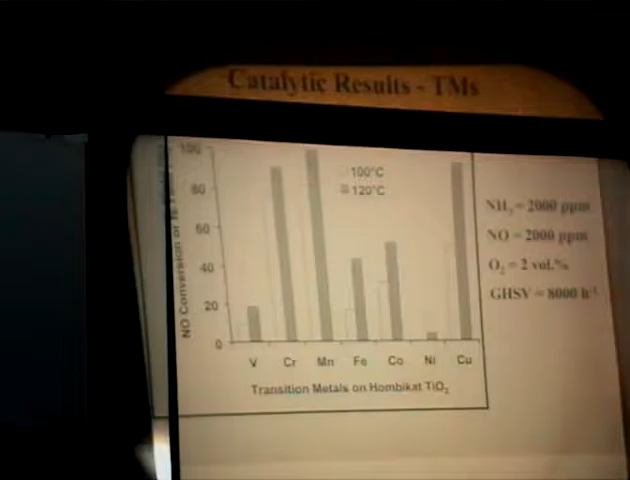 Catalytic Results - TMs
100
80
60
40
20
0
NO Conversion or
100°C
120°C
V Cr Mn Fe Co Ni Cu
Transition Metals on Hombikat TiO₂
NH₃ = 2000 ppm
NO = 2000 ppm
O₂ = 2 vol.%
GHSV = 8000 h⁻¹